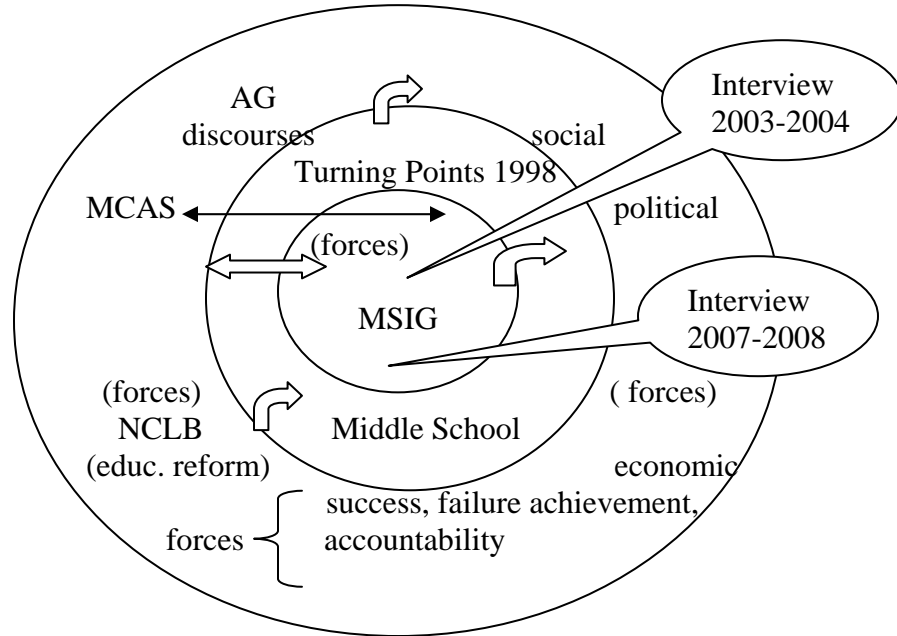 AG
discourses
Interview
2003-2004
social
Turning Points 1998
MCAS
political
(forces)
MSIG
Interview
2007-2008
(forces)
NCLB
(educ. reform)
Middle School
( forces)
economic
success, failure achievement,
forces
accountability